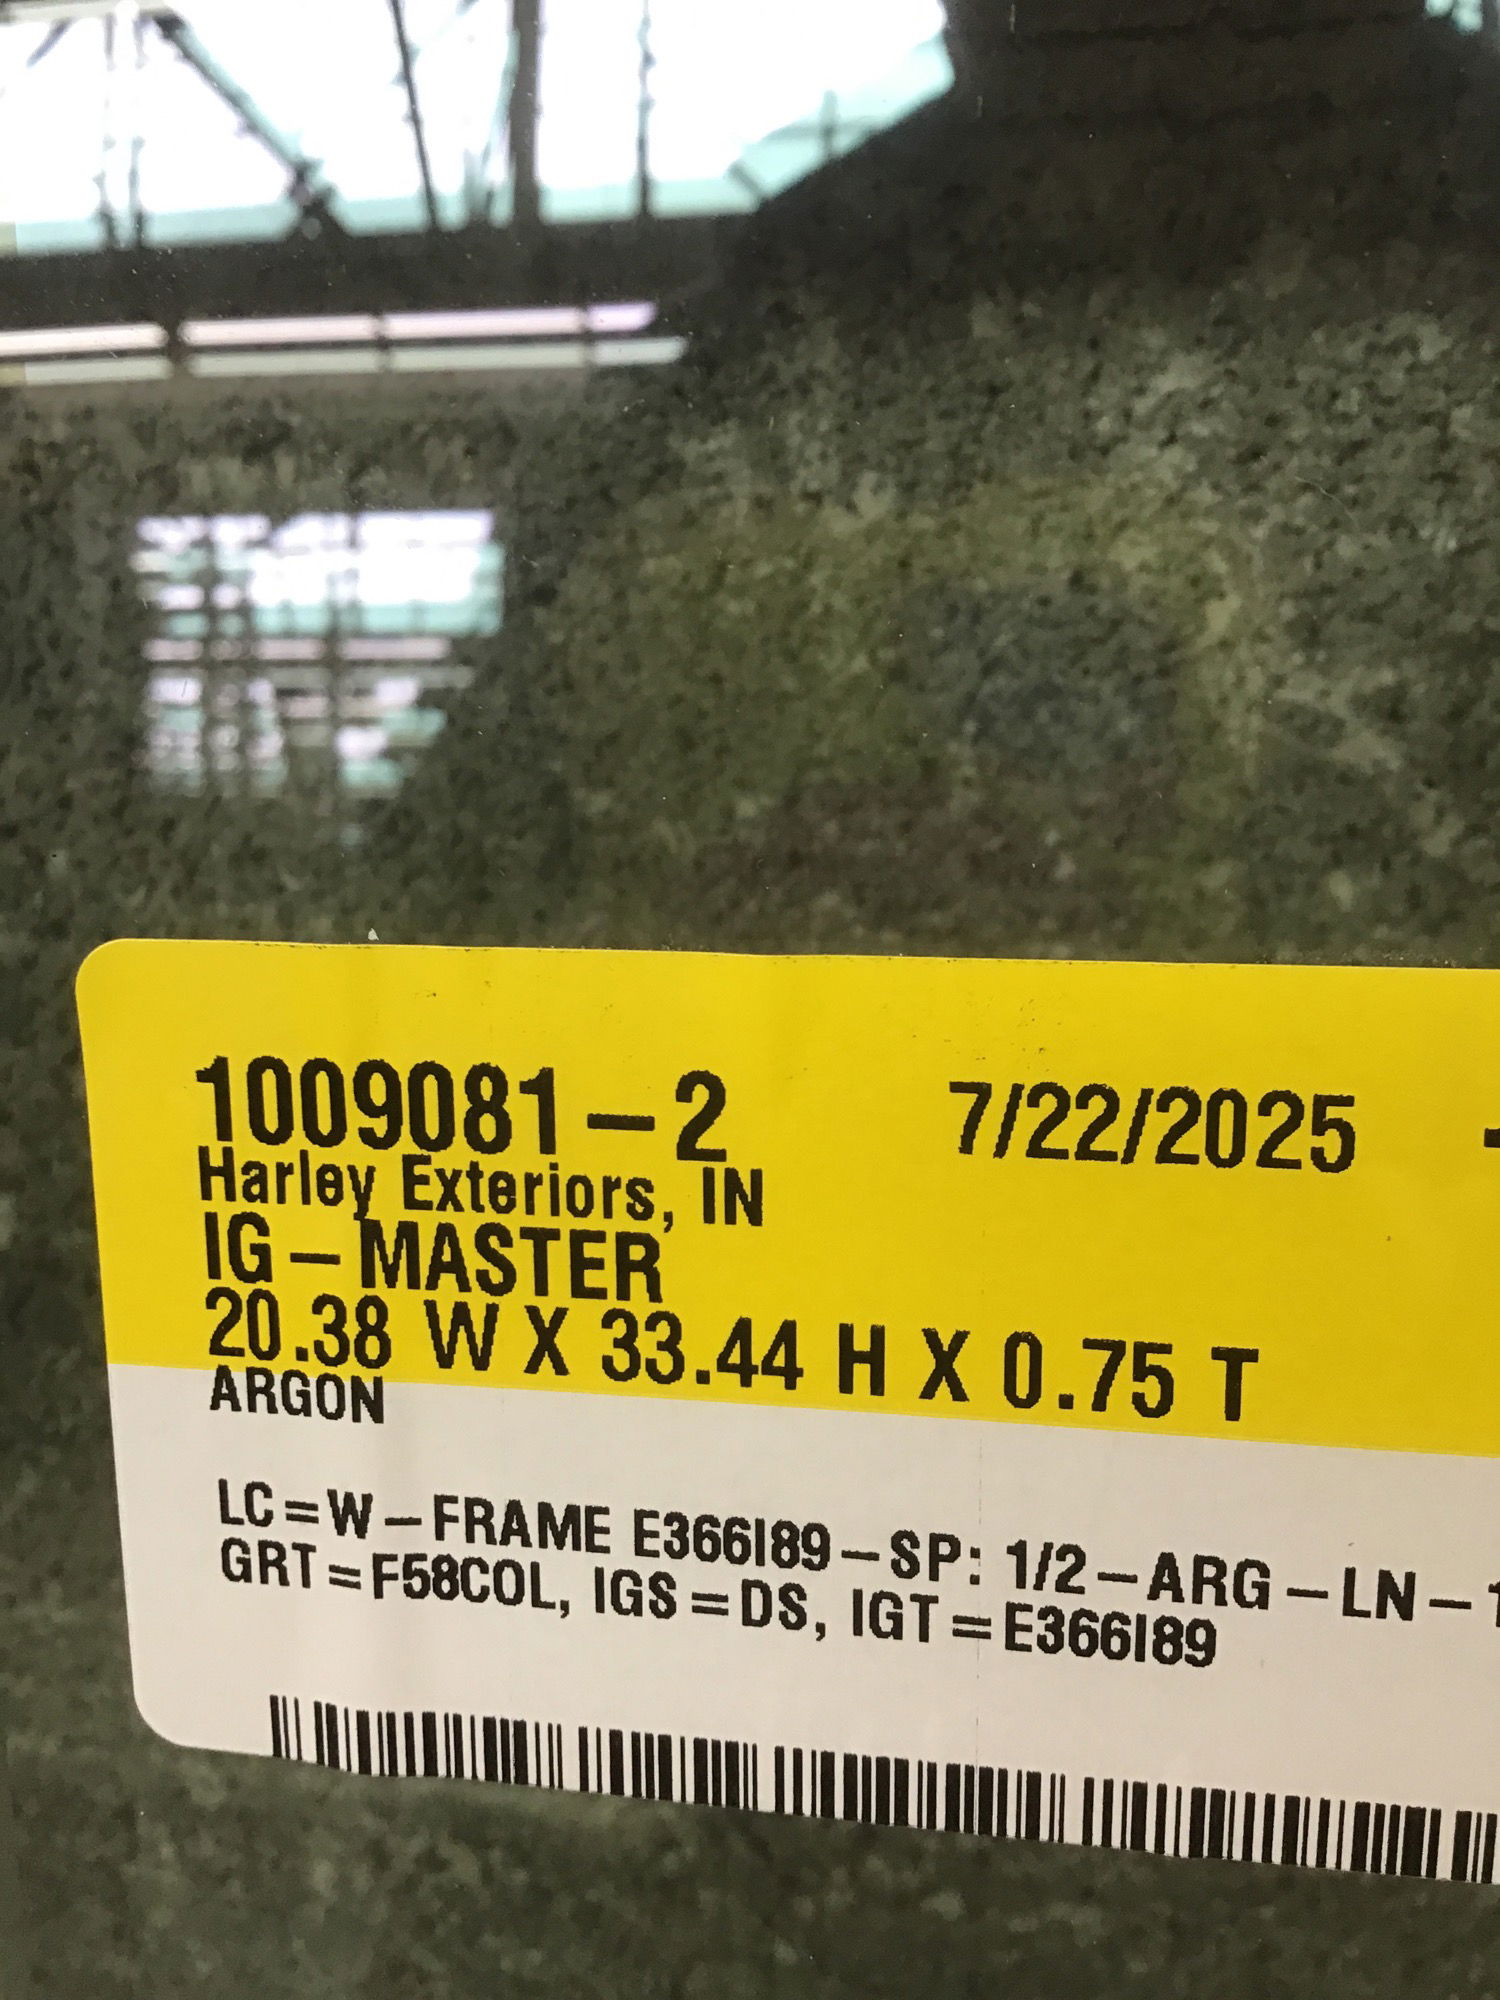 1009081-2 7/22/2025
Harley Exteriors, IN
IG-MASTER
20.38 W X 33.44 H X 0.75 T
ARGON
LC=W-FRAME E366I89-SP: 1/2-ARG-LN-
GRT=F58COL, IGS=DS, IGT=E366I89